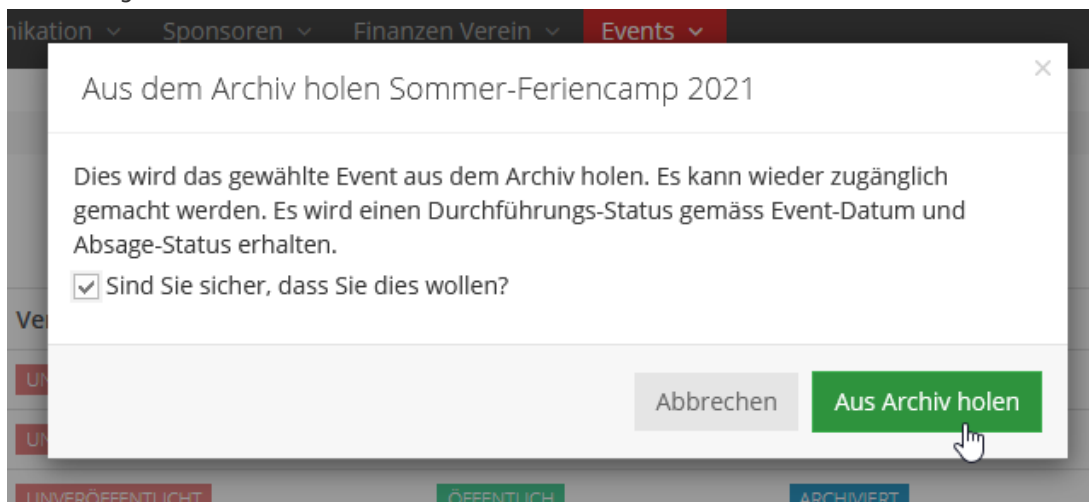 Sponsoren Finanzen Verein Events
Aus dem Archiv holen Sommer-Feriencamp 2021
Dies wird das gewählte Event aus dem Archiv holen. Es kann wieder zugänglich
gemacht werden. Es wird einen Durchführungs-Status gemäss Event-Datum und
Absage-Status erhalten.
Sind Sie sicher, dass Sie dies wollen?
Abbrechen Aus Archiv holen
UNVERÖFFENTLICHT ÖFFENTLICH ARCHIVIERT